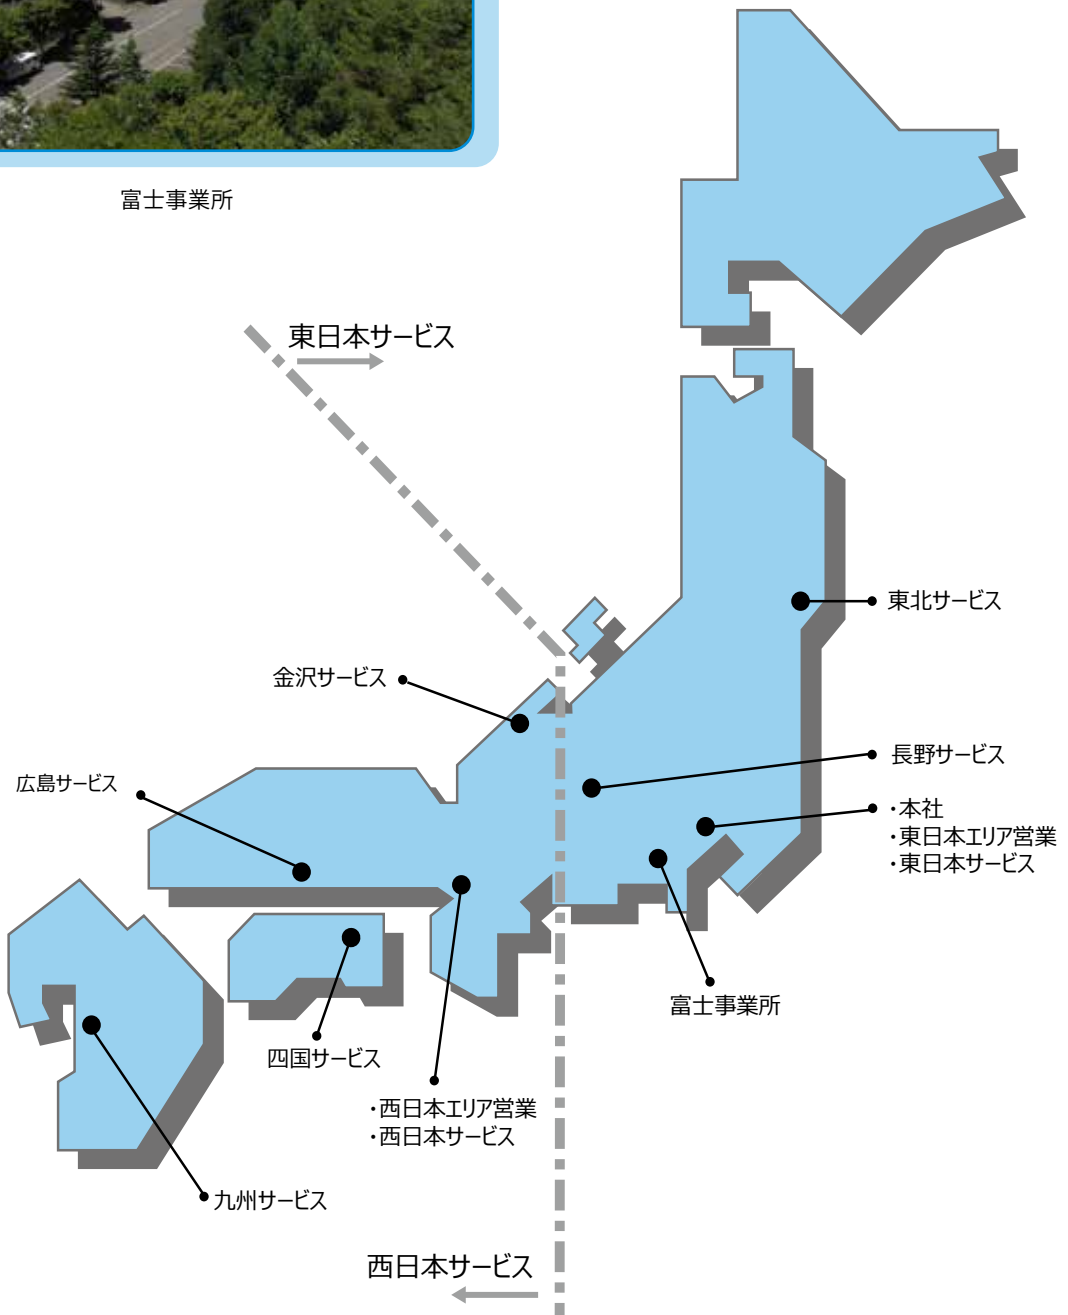 富士事業所
東日本サービス
東北サービス
金沢サービス
長野サービス
広島サービス
・本社
・東日本エリア営業
・東日本サービス
富士事業所
四国サービス
・西日本エリア営業
・西日本サービス
九州サービス
西日本サービス